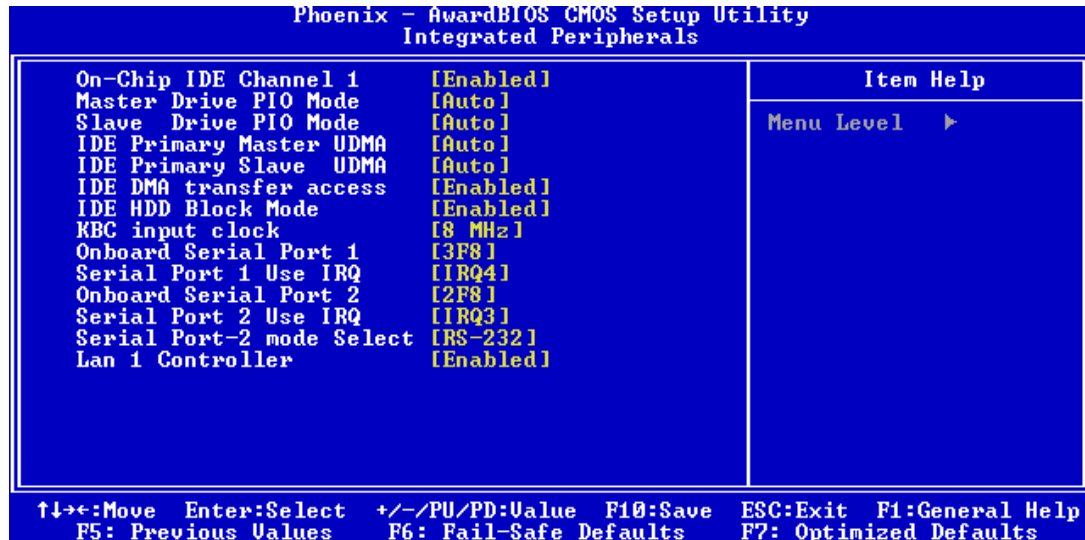 Phoenix - AwardBIOS CMOS Setup Utility
Integrated Peripherals
On-Chip IDE Channel 1 [Enabled]
Master Drive PIO Mode [Auto]
Slave Drive PIO Mode [Auto]
IDE Primary Master UDMA [Auto]
IDE Primary Slave UDMA [Auto]
IDE DMA transfer access [Enabled]
IDE HDD Block Mode [Enabled]
KBC input clock [8 MHz]
Onboard Serial Port 1 [3F8]
Serial Port 1 Use IRQ [IRQ4]
Onboard Serial Port 2 [2F8]
Serial Port 2 Use IRQ [IRQ3]
Serial Port-2 mode Select [RS-232]
Lan 1 Controller [Enabled]
Item Help
Menu Level ►
↑↓→←:Move Enter:Select +/-/PU/PD:Value F10:Save ESC:Exit F1:General Help
F5: Previous Values F6: Fail-Safe Defaults F7: Optimized Defaults